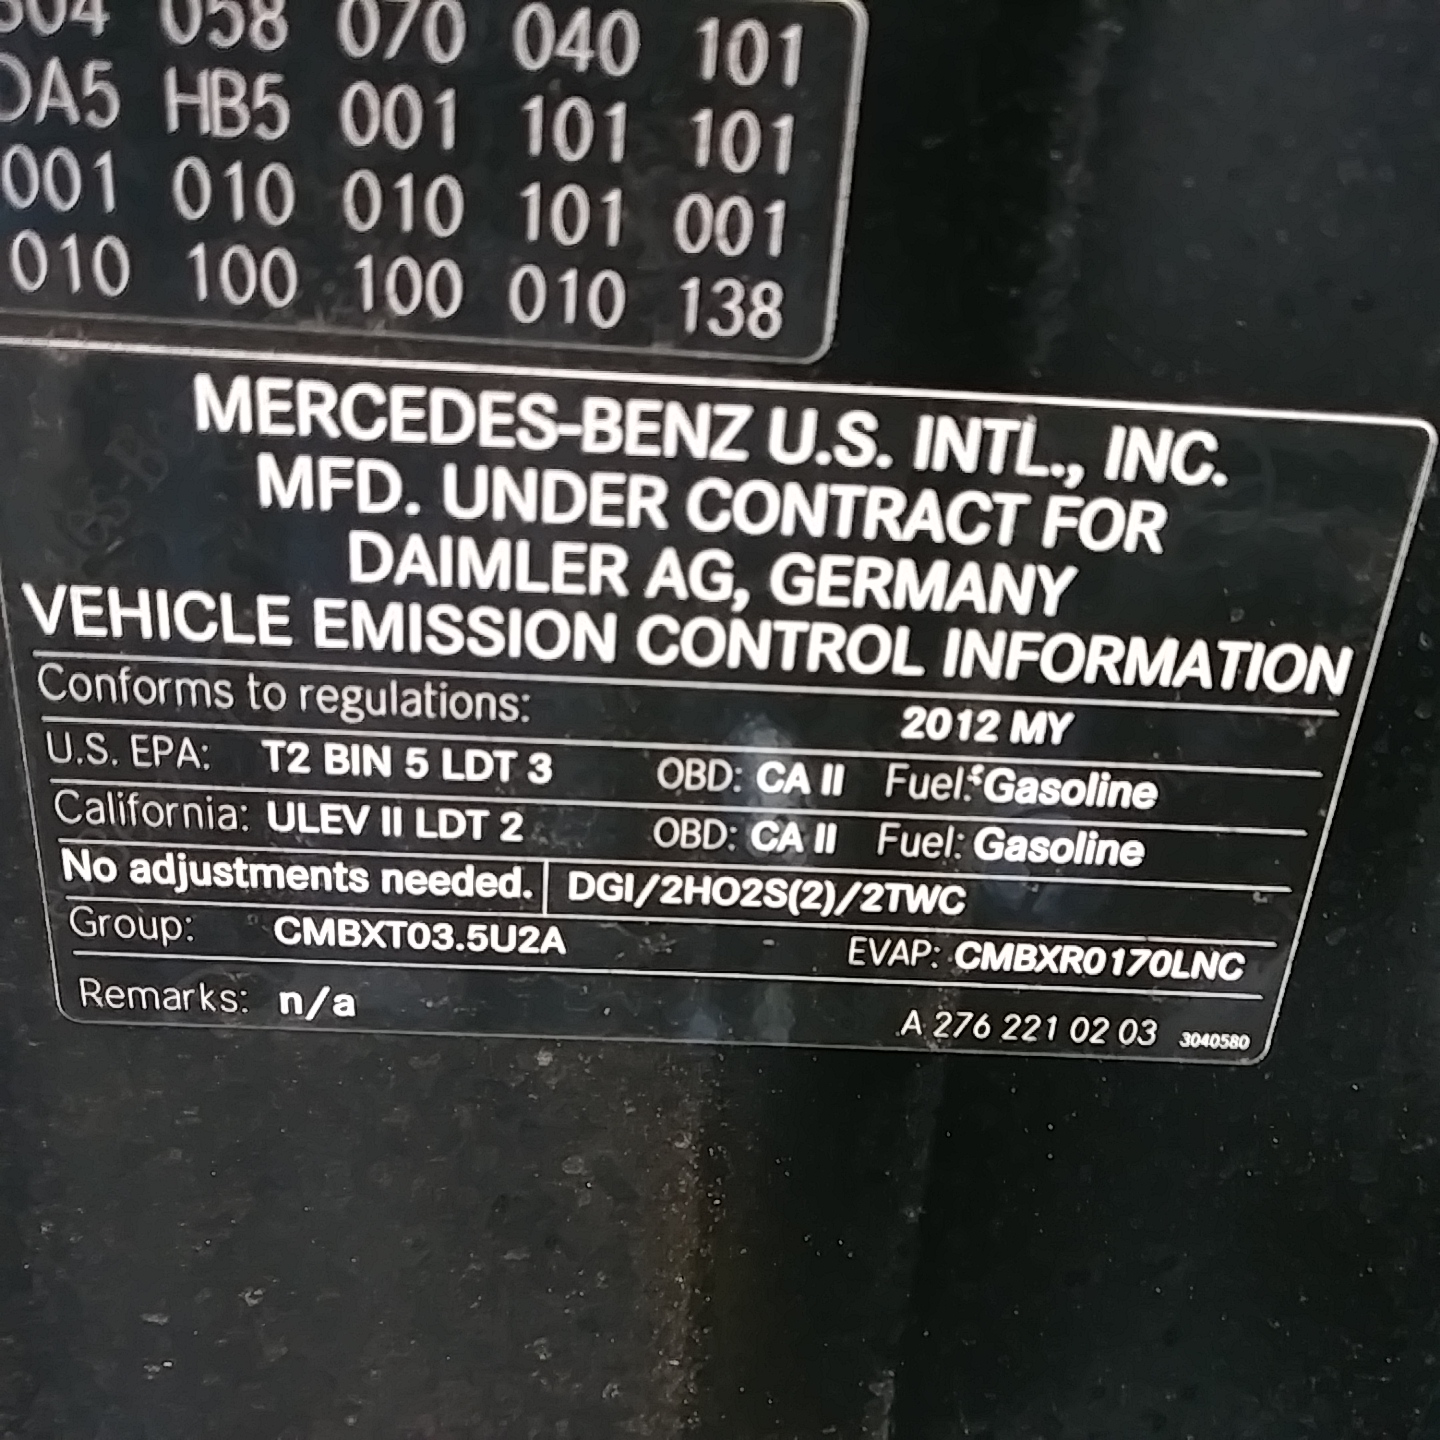 058 070 040 101
DA5 HB5 001 101 101
001 010 010 101 001
010 100 100 010 138
MERCEDES-BENZ U.S. INTL., INC.
MFD. UNDER CONTRACT FOR
DAIMLER AG, GERMANY
VEHICLE EMISSION CONTROL INFORMATION
Conforms to regulations: 2012 MY
U.S. EPA: T2 BIN 5 LDT 3 OBD: CA II Fuel: Gasoline
California: ULEV II LDT 2 OBD: CA II Fuel: Gasoline
No adjustments needed. DGI/2HO2S(2)/2TWC
Group: CMBXT03.5U2A EVAP: CMBXR0170LNC
Remarks: n/a A 276 221 02 03 3040580